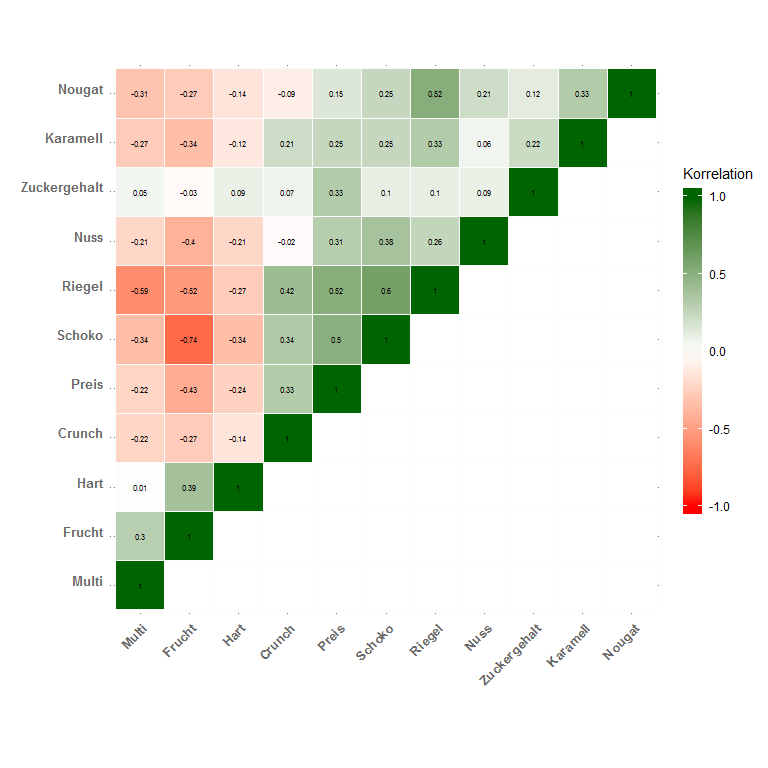 Nougat -0.31 -0.27 -0.14 -0.09 0.15 0.25 0.52 0.21 0.12 0.33 1
Karamell -0.27 -0.34 -0.12 0.21 0.25 0.25 0.33 0.06 0.22 1
Zuckergehalt 0.05 -0.03 0.09 0.07 0.33 0.1 0.1 0.09 1
Nuss -0.21 -0.4 -0.21 -0.02 0.31 0.38 0.26 1
Riegel -0.59 -0.52 -0.27 0.42 0.52 0.6 1
Schoko -0.34 -0.74 -0.34 0.34 0.5 1
Preis -0.22 -0.43 -0.24 0.33 1
Crunch -0.22 -0.27 -0.14 1
Hart 0.01 0.39 1
Frucht 0.3 1
Multi 1
Multi Frucht Hart Crunch Preis Schoko Riegel Nuss Zuckergehalt Karamell Nougat
Korrelation
1.0
0.5
0.0
-0.5
-1.0